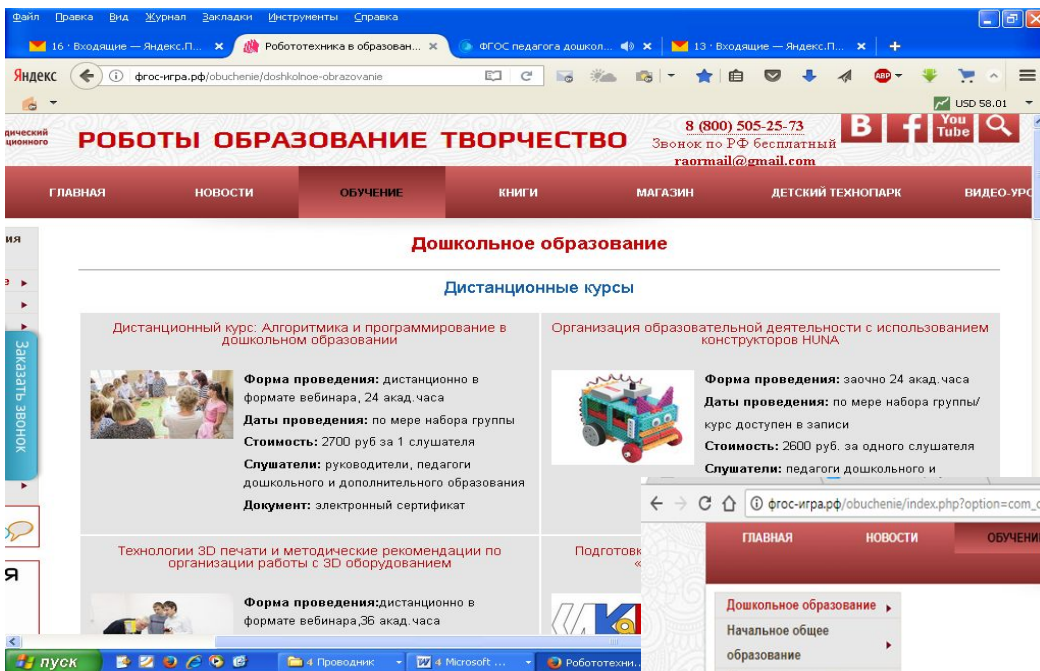 Файл Правка Вид Журнал Закладки Инструменты Справка
16 · Входящие — Яндекс.П...
Робототехника в образован...
ФГОС педагога дошкол...
13 · Входящие — Яндекс.П...
Яндекс
фгос-игра.рф/obuchenie/doshkolnoe-obrazovanie
ABP
USD 58.01
РОБОТЫ ОБРАЗОВАНИЕ ТВОРЧЕСТВО
8 (800) 505-25-73
Звонок по РФ бесплатный
raormail@gmail.com
B f You Tube
ГЛАВНАЯ НОВОСТИ ОБУЧЕНИЕ КНИГИ МАГАЗИН ДЕТСКИЙ ТЕХНОПАРК ВИДЕО-УРО
Дошкольное образование
Дистанционные курсы
Заказать звонок
Дистанционный курс: Алгоритмика и программирование в
дошкольном образовании
Форма проведения: дистанционно в
формате вебинара, 24 акад.часа
Даты проведения: по мере набора группы
Стоимость: 2700 руб за 1 слушателя
Слушатели: руководители, педагоги
дошкольного и дополнительного образования
Документ: электронный сертификат
Организация образовательной деятельности с использованием
конструкторов HUNA
Форма проведения: заочно 24 акад.часа
Даты проведения: по мере набора группы/
курс доступен в записи
Стоимость: 2600 руб. за одного слушателя
Слушатели: педагоги дошкольного и
Технологии 3D печати и методические рекомендации по
организации работы с 3D оборудованием
Форма проведения:дистанционно в
формате вебинара,36 акад.часа
Подготовк
фгос-игра.рф/obuchenie/index.php?option=com_c
ГЛАВНАЯ НОВОСТИ ОБУЧЕНИ
Дошкольное образование
Начальное общее
образование
пуск
4 Проводник
4 Microsoft ...
Робототехни...